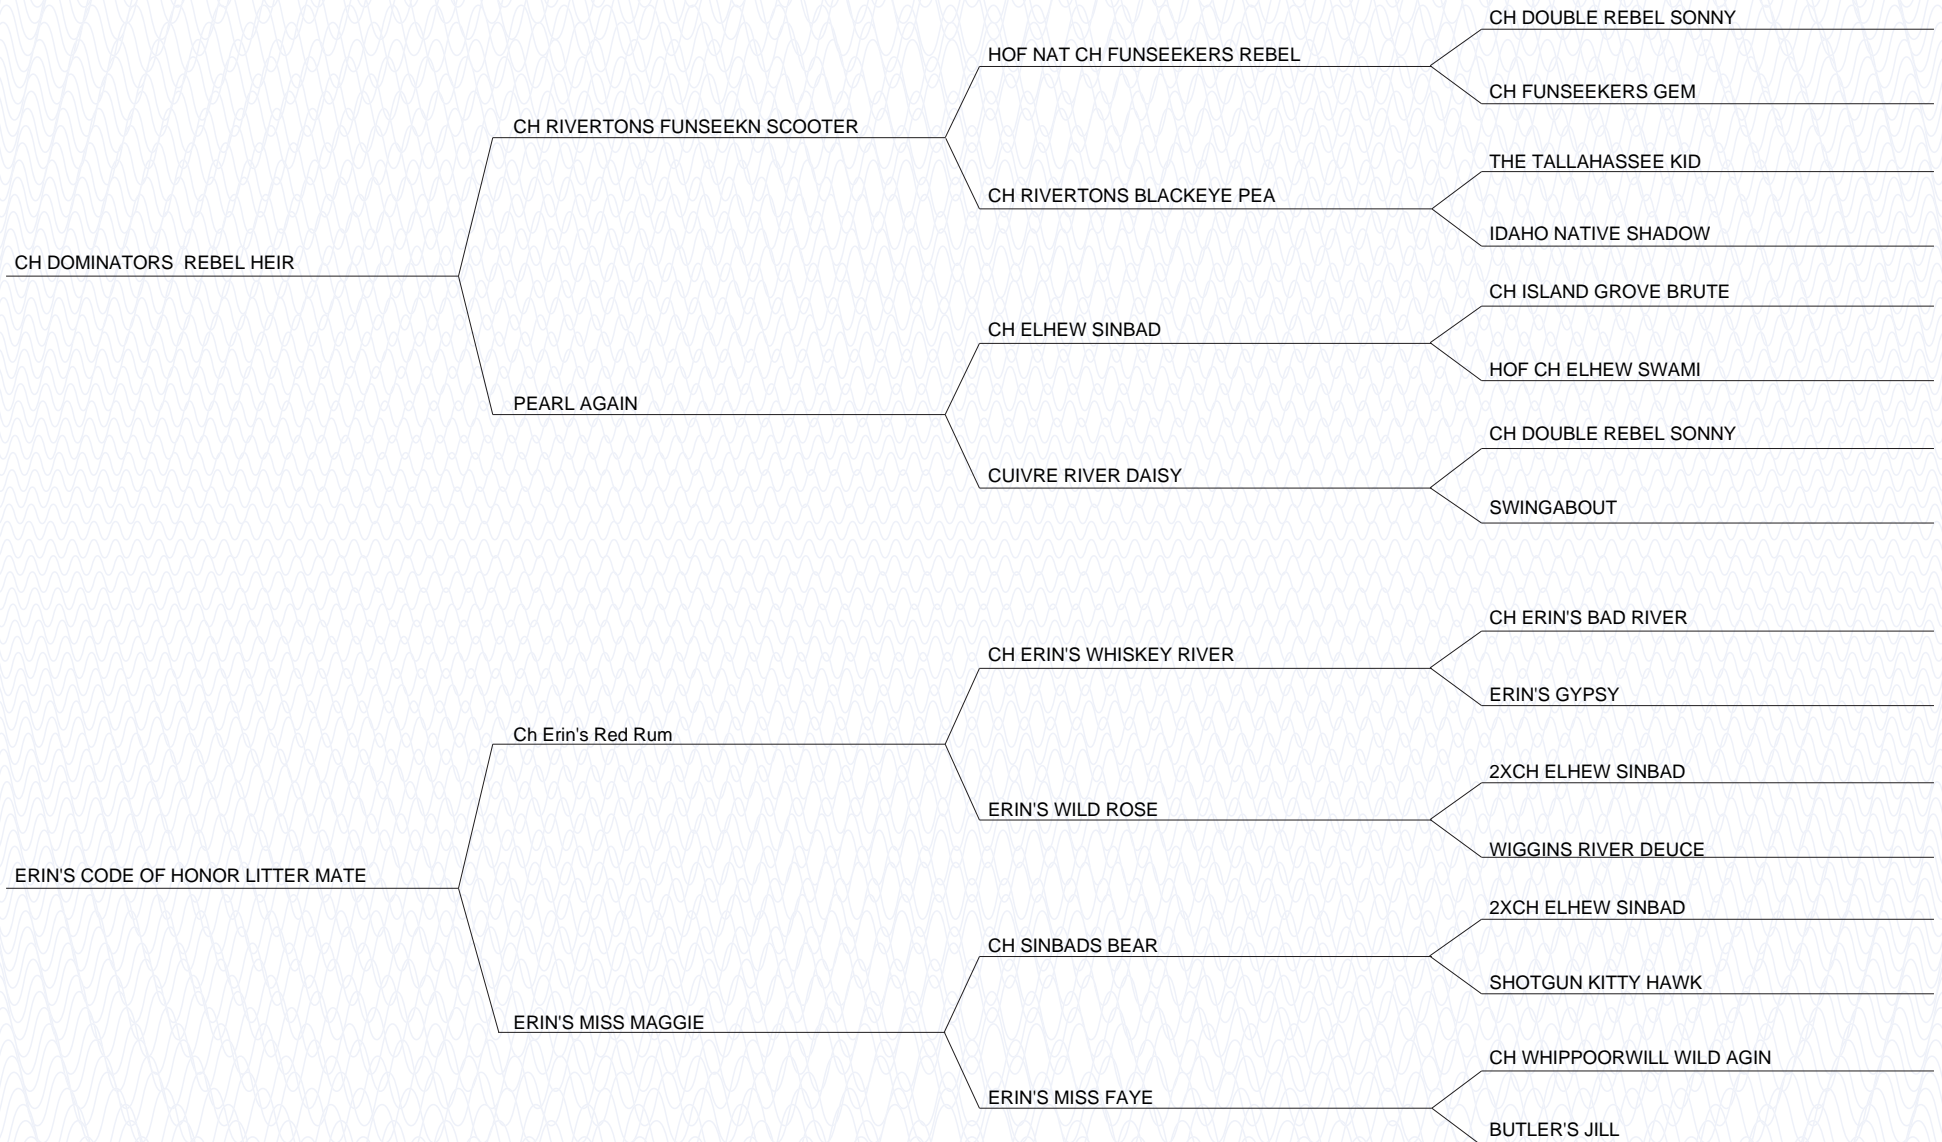 CH DOUBLE REBEL SONNY
HOF NAT CH FUNSEEKERS REBEL
CH FUNSEEKERS GEM
CH RIVERTONS FUNSEEKN SCOOTER
THE TALLAHASSEE KID
CH RIVERTONS BLACKEYE PEA
IDAHO NATIVE SHADOW
CH DOMINATORS  REBEL HEIR
CH ISLAND GROVE BRUTE
CH ELHEW SINBAD
HOF CH ELHEW SWAMI
PEARL AGAIN
CH DOUBLE REBEL SONNY
CUIVRE RIVER DAISY
SWINGABOUT
CH ERIN'S BAD RIVER
CH ERIN'S WHISKEY RIVER
ERIN'S GYPSY
Ch Erin's Red Rum
2XCH ELHEW SINBAD
ERIN'S WILD ROSE
WIGGINS RIVER DEUCE
ERIN'S CODE OF HONOR LITTER MATE
2XCH ELHEW SINBAD
CH SINBADS BEAR
SHOTGUN KITTY HAWK
ERIN'S MISS MAGGIE
CH WHIPPOORWILL WILD AGIN
ERIN'S MISS FAYE
BUTLER'S JILL